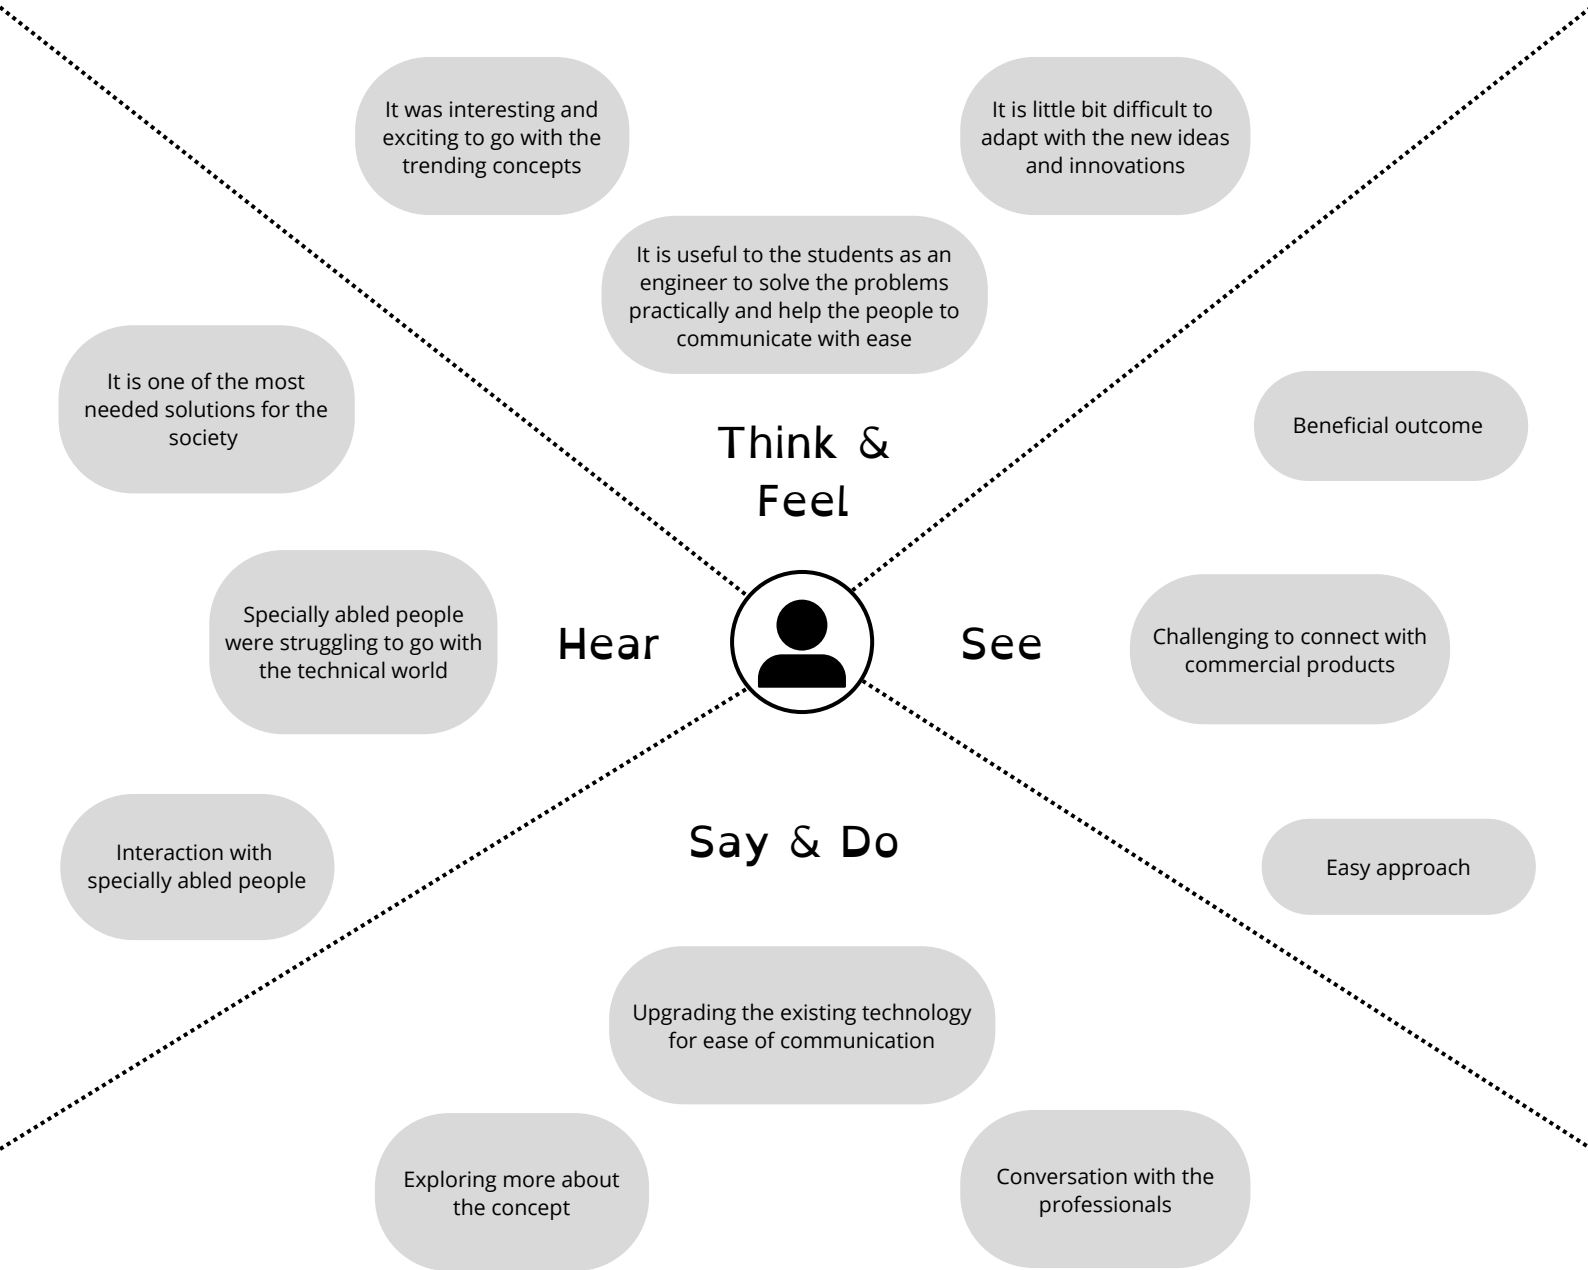 It was interesting and
exciting to go with the
trending concepts
It is little bit difficult to
adapt with the new ideas
and innovations
It is useful to the students as an
engineer to solve the problems
practically and help the people to
communicate with ease
Think &
Feel
It is one of the most
needed solutions for the
society
Specially abled people
were struggling to go with
the technical world
Interaction with
specially abled people
Hear
See
Beneficial outcome
Challenging to connect with
commercial products
Easy approach
Say & Do
Upgrading the existing technology
for ease of communication
Exploring more about
the concept
Conversation with the
professionals